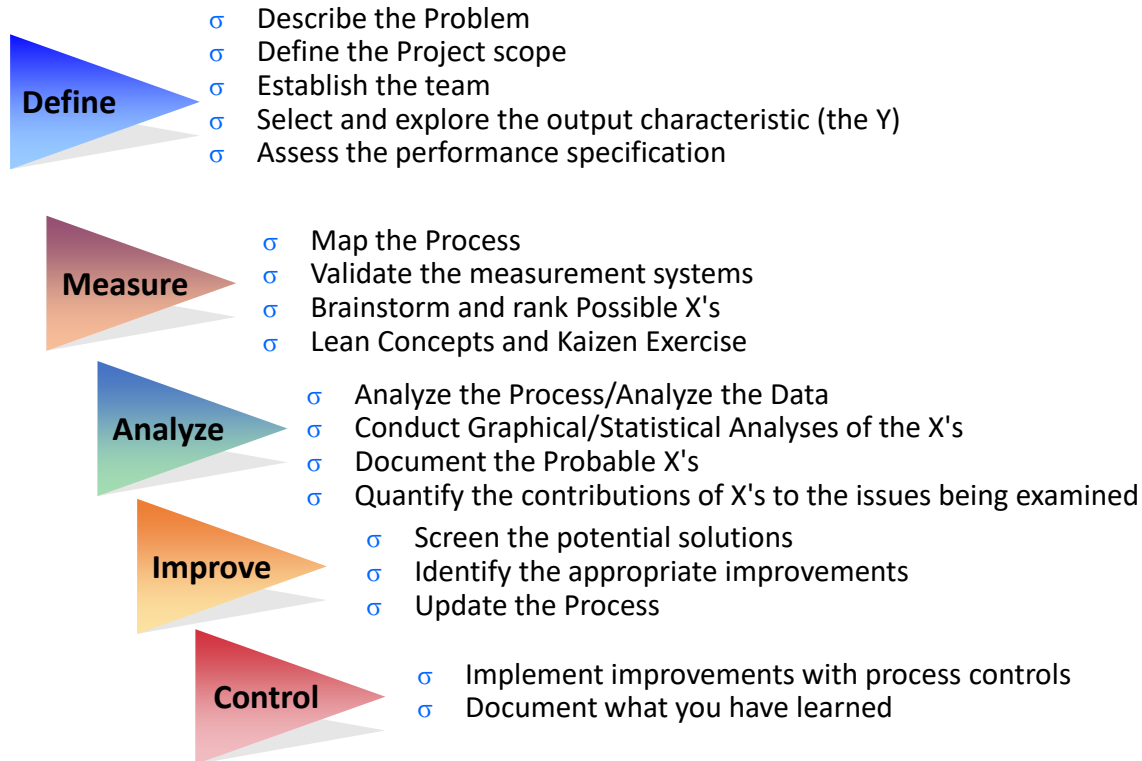 Define
σ Describe the Problem
σ Define the Project scope
σ Establish the team
σ Select and explore the output characteristic (the Y)
σ Assess the performance specification
Measure
σ Map the Process
σ Validate the measurement systems
σ Brainstorm and rank Possible X's
σ Lean Concepts and Kaizen Exercise
Analyze
σ Analyze the Process/Analyze the Data
σ Conduct Graphical/Statistical Analyses of the X's
σ Document the Probable X's
σ Quantify the contributions of X's to the issues being examined
Improve
σ Screen the potential solutions
σ Identify the appropriate improvements
σ Update the Process
Control
σ Implement improvements with process controls
σ Document what you have learned